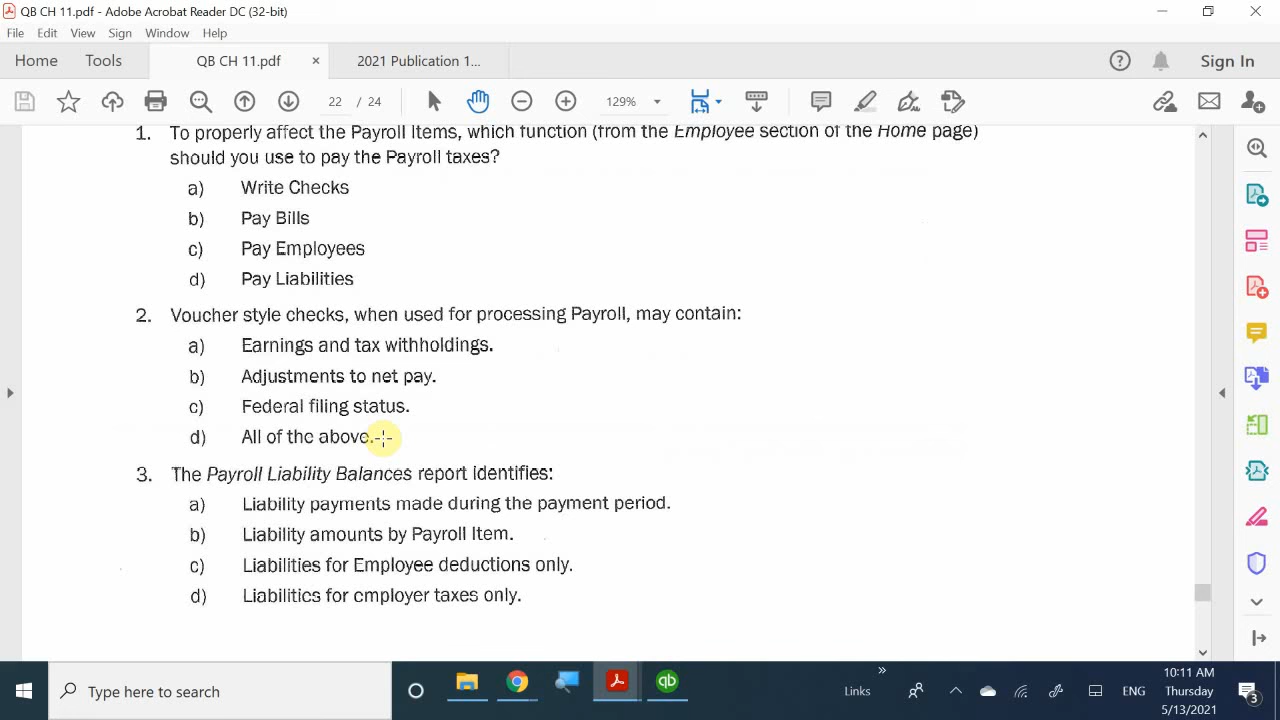 QB CH 11.pdf - Adobe Acrobat Reader DC (32-bit)
File Edit View Sign Window Help
Home Tools QB CH 11.pdf × 2021 Publication 1... Sign In
22 / 24 129%
1. To properly affect the Payroll Items, which function (from the Employee section of the Home page)
should you use to pay the Payroll taxes?
a) Write Checks
b) Pay Bills
c) Pay Employees
d) Pay Liabilities
2. Voucher style checks, when used for processing Payroll, may contain:
a) Earnings and tax withholdings.
b) Adjustments to net pay.
c) Federal filing status.
d) All of the above.
3. The Payroll Liability Balances report identifies:
a) Liability payments made during the payment period.
b) Liability amounts by Payroll Item.
c) Liabilities for Employee deductions only.
d) Liabilities for employer taxes only.
Type here to search
qb
Links
ENG
10:11 AM
Thursday
5/13/2021
3